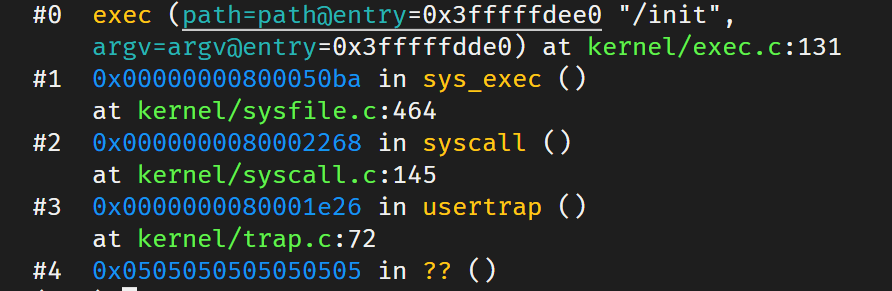 #0  exec (path=path@entry=0x3fffffdee0 "/init",
    argv=argv@entry=0x3fffffdde0) at kernel/exec.c:131
#1  0x00000000800050ba in sys_exec ()
    at kernel/sysfile.c:464
#2  0x0000000080002268 in syscall ()
    at kernel/syscall.c:145
#3  0x0000000080001e26 in usertrap ()
    at kernel/trap.c:72
#4  0x0505050505050505 in ?? ()